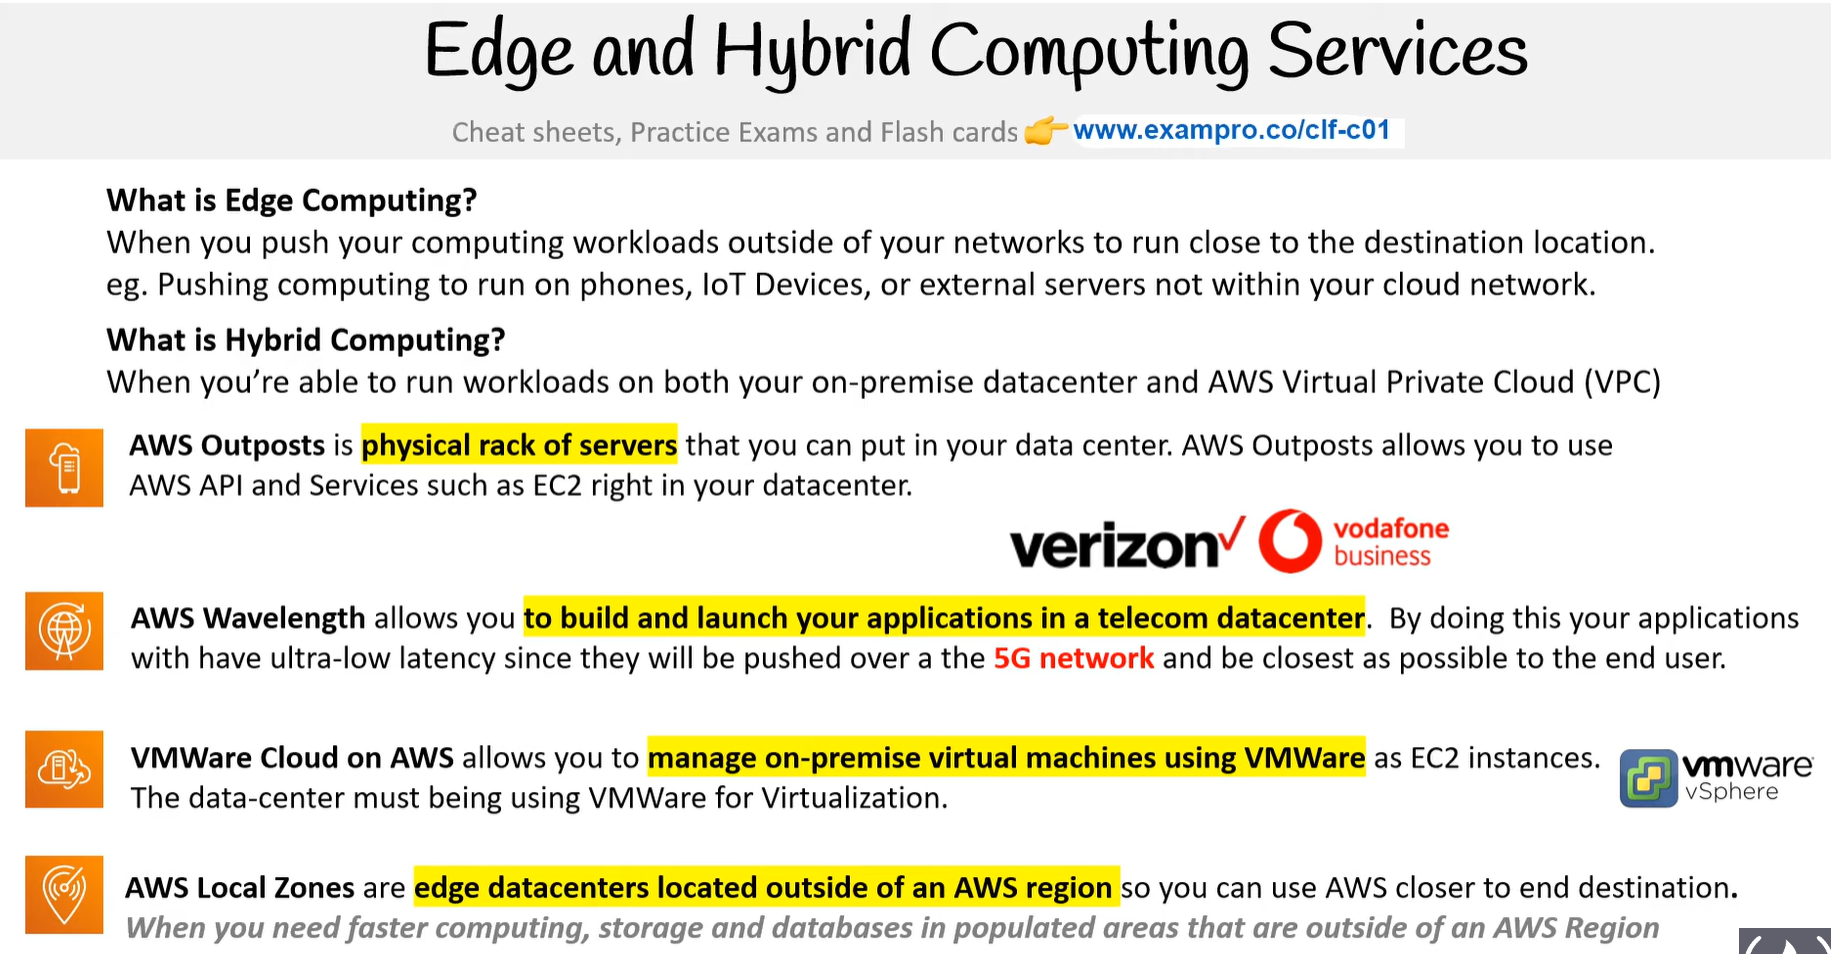 Edge and Hybrid Computing Services
Cheat sheets, Practice Exams and Flash cards 👉 www.exampro.co/clf-c01
What is Edge Computing?
When you push your computing workloads outside of your networks to run close to the destination location.
eg. Pushing computing to run on phones, IoT Devices, or external servers not within your cloud network.
What is Hybrid Computing?
When you're able to run workloads on both your on-premise datacenter and AWS Virtual Private Cloud (VPC)
AWS Outposts is physical rack of servers that you can put in your data center. AWS Outposts allows you to use
AWS API and Services such as EC2 right in your datacenter.
verizon✓ vodafone
business
AWS Wavelength allows you to build and launch your applications in a telecom datacenter. By doing this your applications
with have ultra-low latency since they will be pushed over a the 5G network and be closest as possible to the end user.
VMWare Cloud on AWS allows you to manage on-premise virtual machines using VMWare as EC2 instances.
The data-center must being using VMWare for Virtualization.
vmware
vSphere
AWS Local Zones are edge datacenters located outside of an AWS region so you can use AWS closer to end destination.
When you need faster computing, storage and databases in populated areas that are outside of an AWS Region